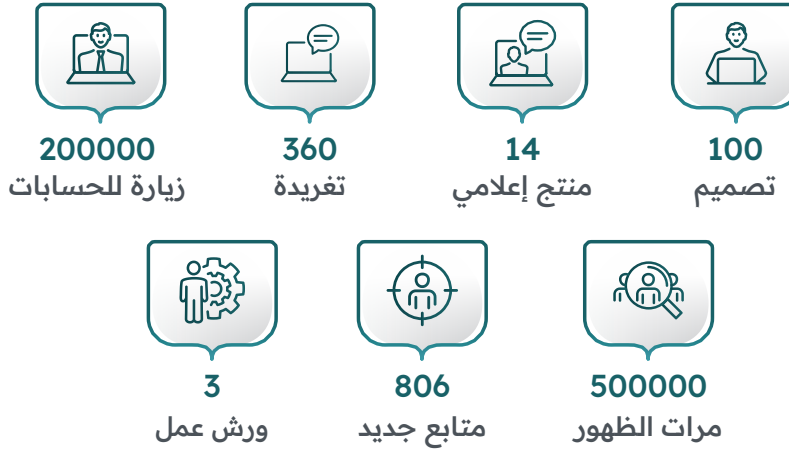 100
تصميم
14
منتج إعلامي
360
تغريدة
200000
زيارة للحسابات
500000
مرات الظهور
806
متابع جديد
3
ورش عمل